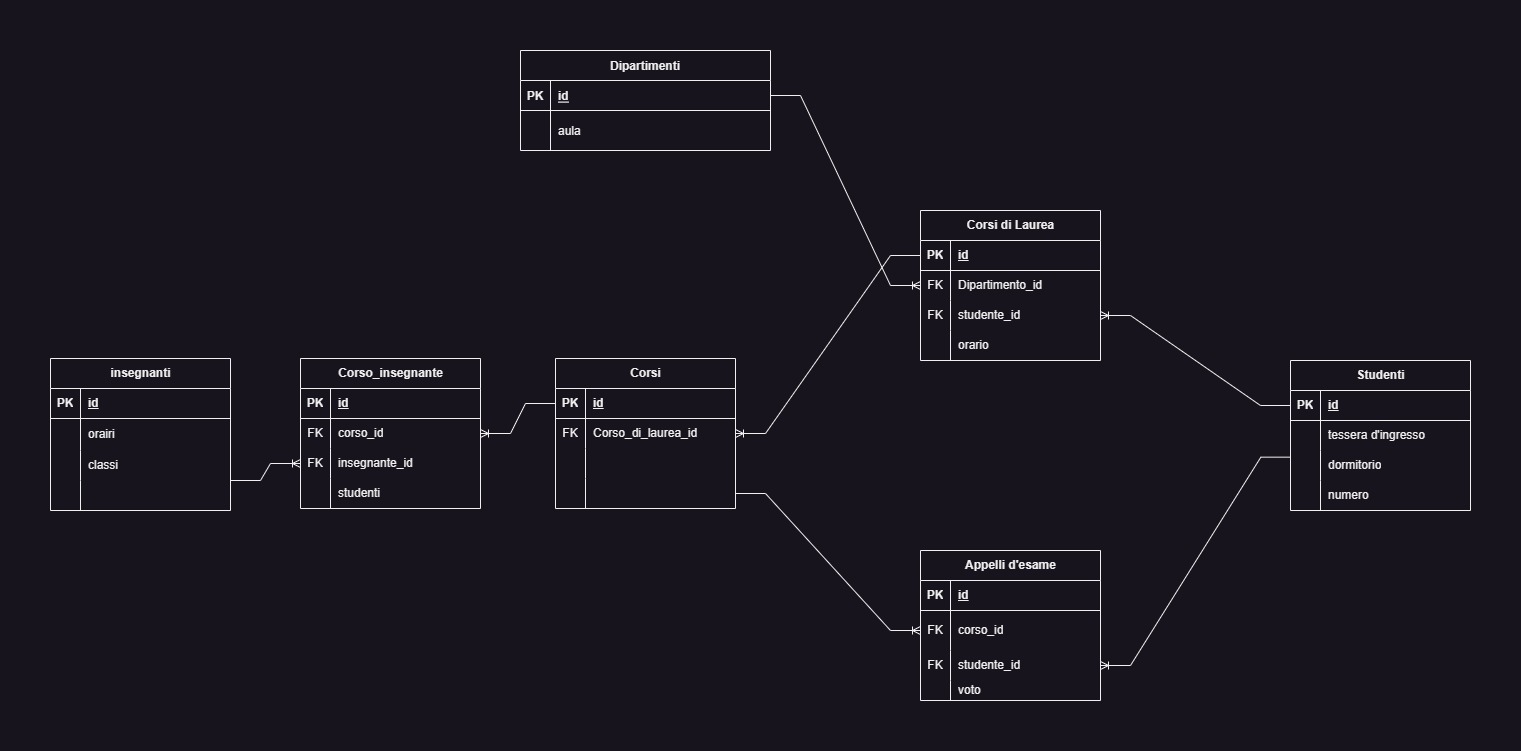 Dipartimenti
PK id
aula
Corsi di Laurea
PK id
FK Dipartimento_id
FK studente_id
orario
insegnanti
PK id
orairi
classi
Corso_insegnante
PK id
FK corso_id
FK insegnante_id
studenti
Corsi
PK id
FK Corso_di_laurea_id
Studenti
PK id
tessera d'ingresso
dormitorio
numero
Appelli d'esame
PK id
FK corso_id
FK studente_id
voto